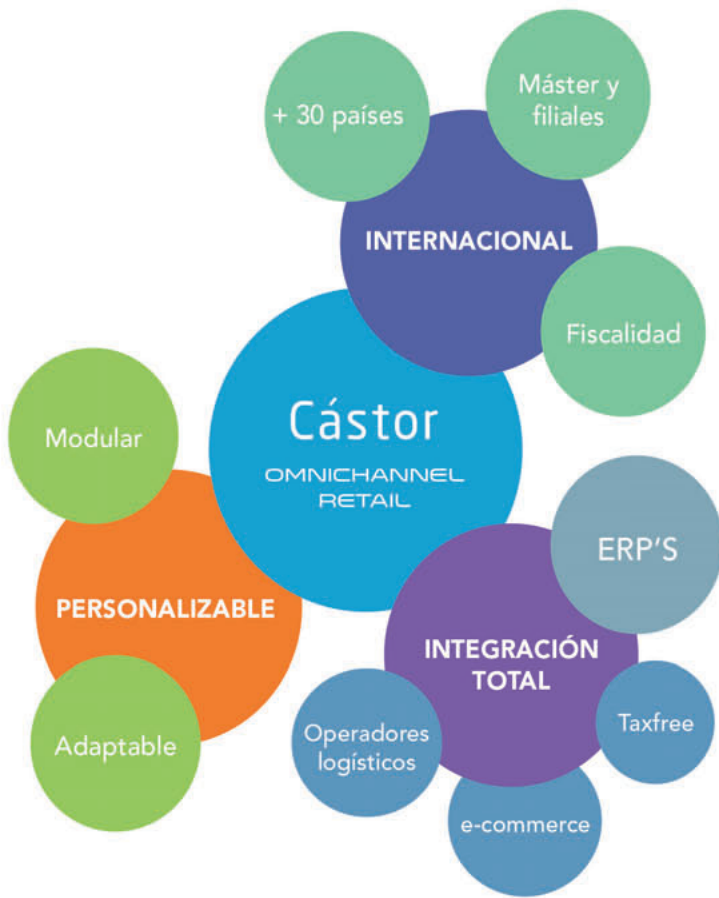 + 30 países
Máster y
filiales
INTERNACIONAL
Fiscalidad
Cástor
OMNICHANNEL
RETAIL
Modular
PERSONALIZABLE
Adaptable
ERP'S
INTEGRACIÓN
TOTAL
Operadores
logísticos
Taxfree
e-commerce